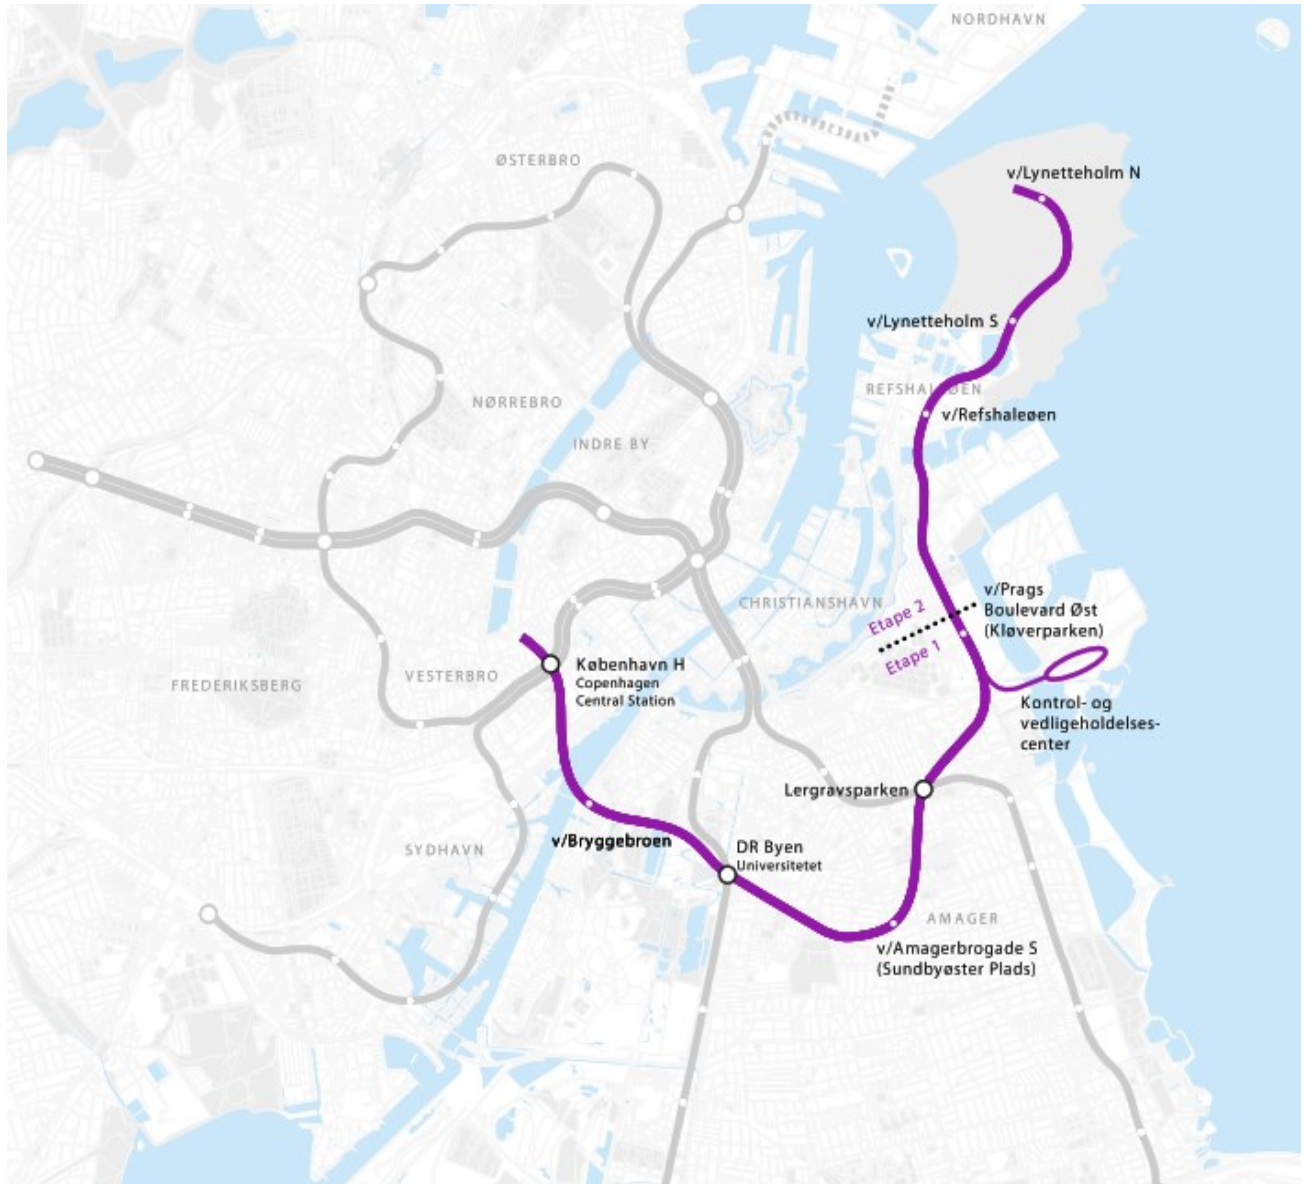 NORDHAVN
ØSTERBRO
v/Lynetteholm N
v/Lynetteholm S
REFSHALEØEN
v/Refshaleøen
NØRREBRO
INDRE BY
CHRISTIANSHAVN
v/Prags
Boulevard Øst
(Kløverparken)
Etape 2
Etape 1
København H
Copenhagen
Central Station
VESTERBRO
FREDERIKSBERG
Kontrol- og
vedligeholdelses-
center
Lergravsparken
v/Bryggebroen
DR Byen
Universitetet
SYDHAVN
AMAGER
v/Amagerbrogade S
(Sundbyøster Plads)